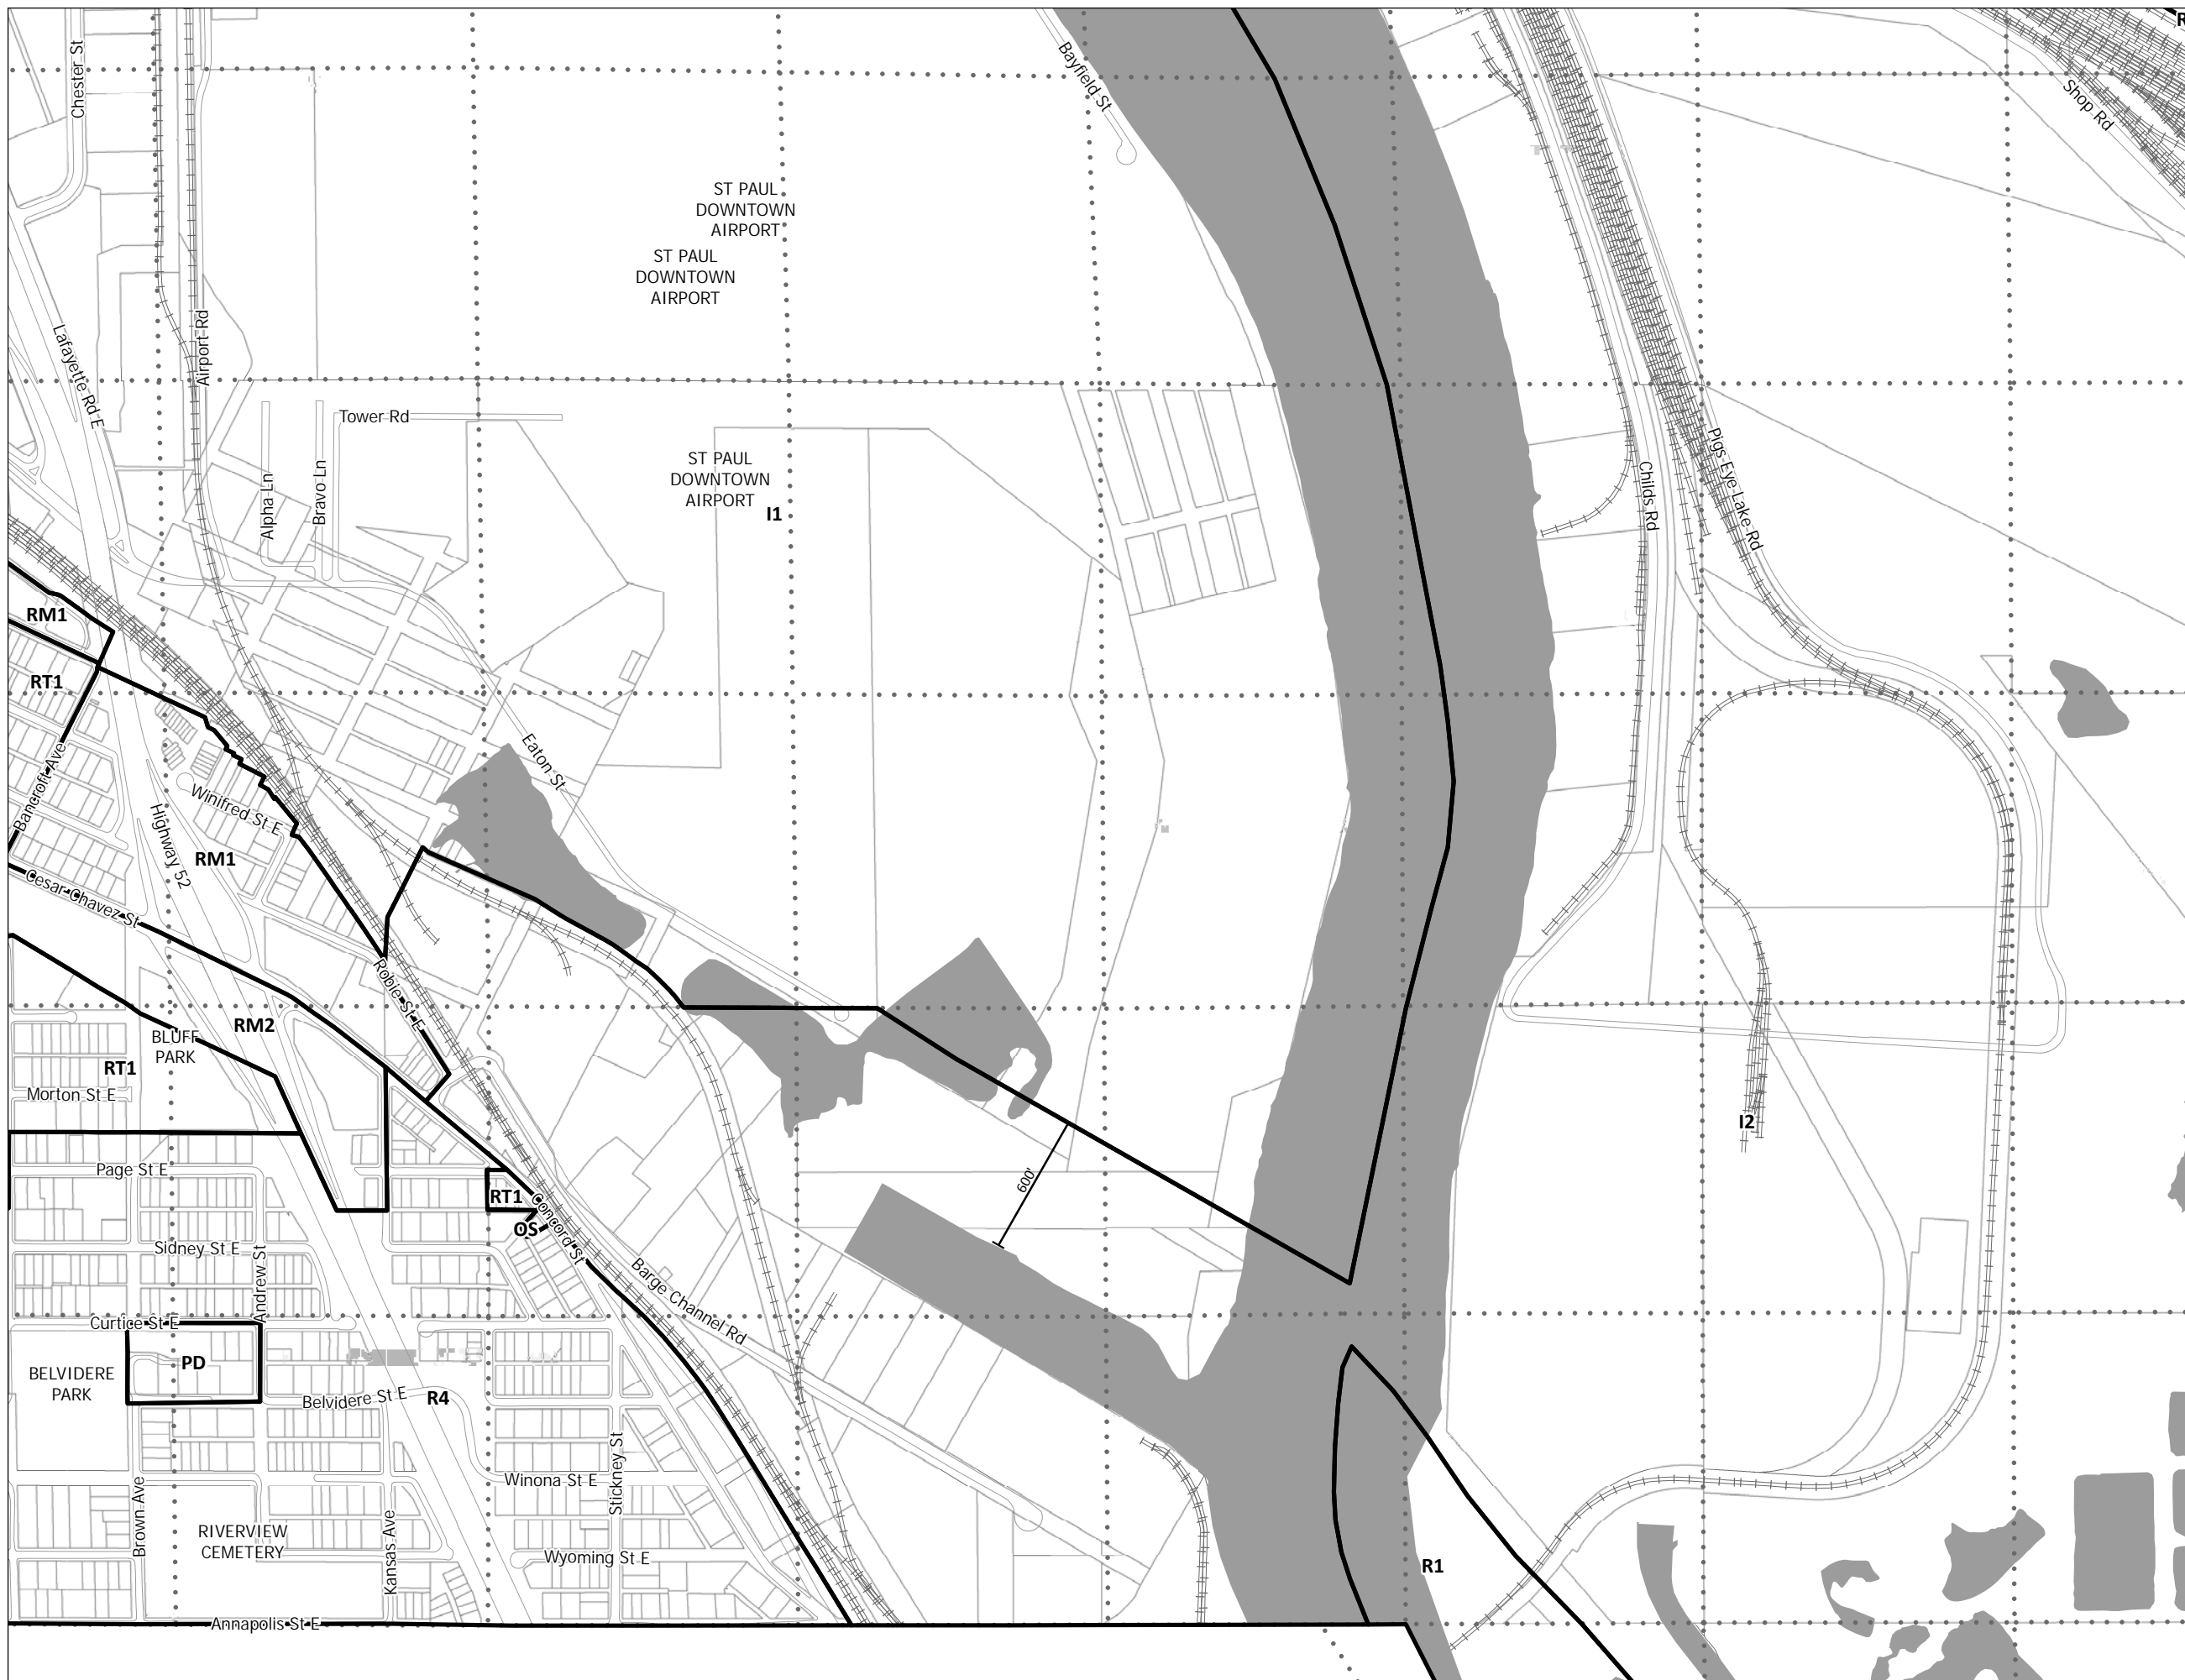 R
Chester St
Bayfield St
Shop Rd
ST PAUL
DOWNTOWN
AIRPORT
ST PAUL
DOWNTOWN
AIRPORT
Lafayette Rd E
Airport Rd
Tower Rd
Alpha Ln
Bravo Ln
ST PAUL
DOWNTOWN
AIRPORT
I1
Childs Rd
Pigs Eye Lake Rd
RM1
RT1
Bancroft Ave
Winifred St E
Highway 52
Eaton St
RM1
Cesar Chavez St
Robie St E
RM2
BLUFF
PARK
RT1
Morton St E
I2
Page St E
RT1
600'
OS
Concord St
Sidney St E
Andrew St
Barge Channel Rd
Curtice St E
PD
BELVIDERE
PARK
Belvidere St E
R4
Stickney St
Winona St E
Brown Ave
RIVERVIEW
CEMETERY
Kansas Ave
Wyoming St E
R1
Annapolis St E